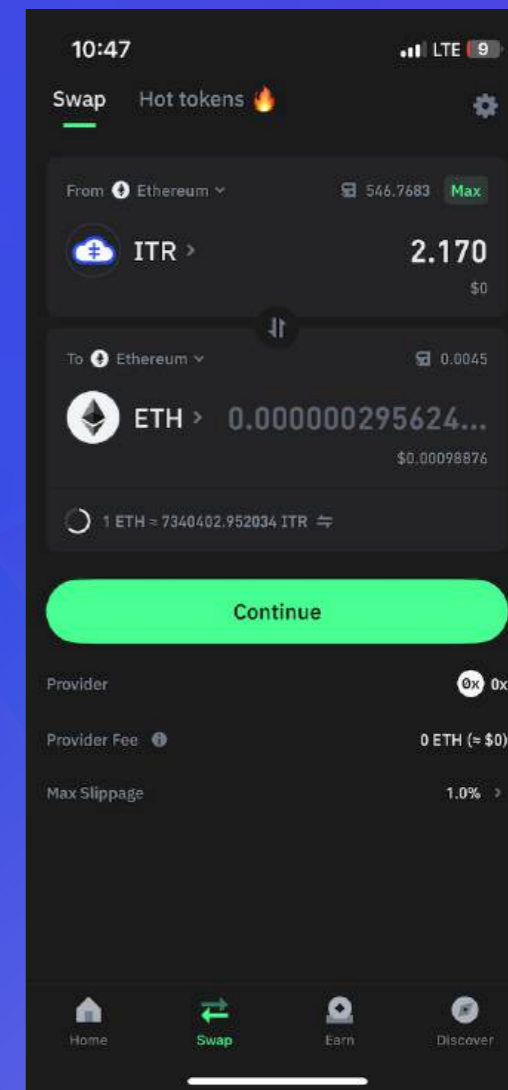 10:47 LTE 9
Swap Hot tokens 🔥
From Ethereum 546.7683 Max
ITR > 2.170
$0
To Ethereum 0.0045
ETH > 0.000000295624...
$0.00098876
1 ETH ≈ 7340402.952034 ITR
Continue
Provider 0x 0x
Provider Fee 0 ETH (≈ $0)
Max Slippage 1.0% >
Home Swap Earn Discover